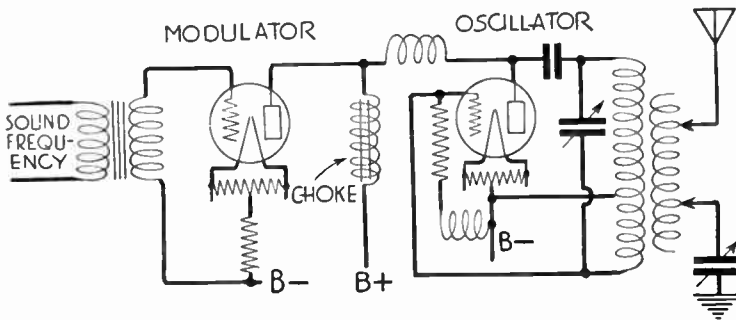 MODULATOR
OSCILLATOR
SOUND
FREQU-
ENCY
CHOKE
B–
B+
B–